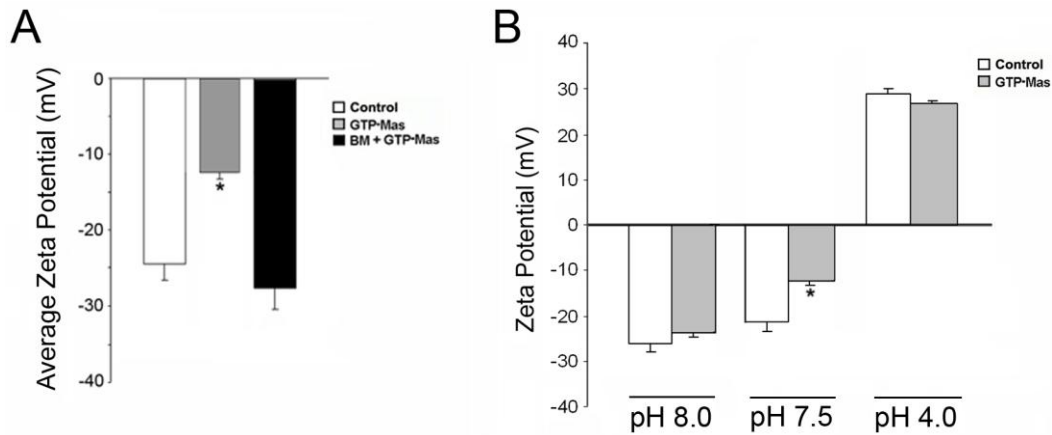 A
Average Zeta Potential (mV)
0
-10
-20
-30
-40
*
Control
GTP-Mas
BM + GTP-Mas
B
Zeta Potential (mV)
40
30
20
10
0
-10
-20
-30
-40
*
Control
GTP-Mas
pH 8.0 pH 7.5 pH 4.0